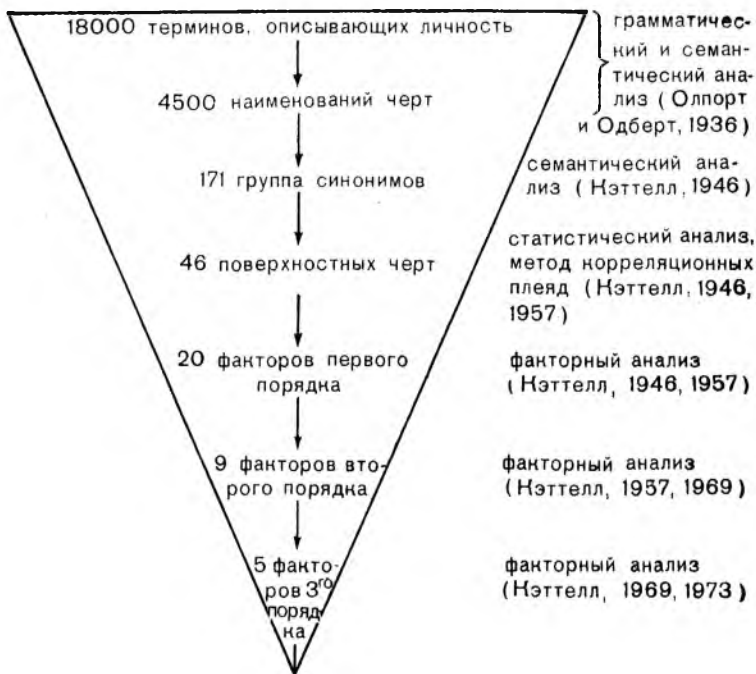 18000 терминов, описывающих личность
4500 наименований черт
171 группа синонимов
46 поверхностных черт
20 факторов первого
порядка
9 факторов вто-
рого порядка
5 факто-
ров 3го
поряд-
ка
грамматичес-
кий и семан-
тический ана-
лиз ( Олпорт
и Одберт, 1936)
семантический ана-
лиз ( Кэттелл, 1946)
статистический анализ,
метод корреляционных
плеяд ( Кэттелл, 1946,
1957)
факторный анализ
( Кэттелл, 1946, 1957)
факторный анализ
( Кэттелл, 1957, 1969)
факторный анализ
( Кэттелл, 1969, 1973)